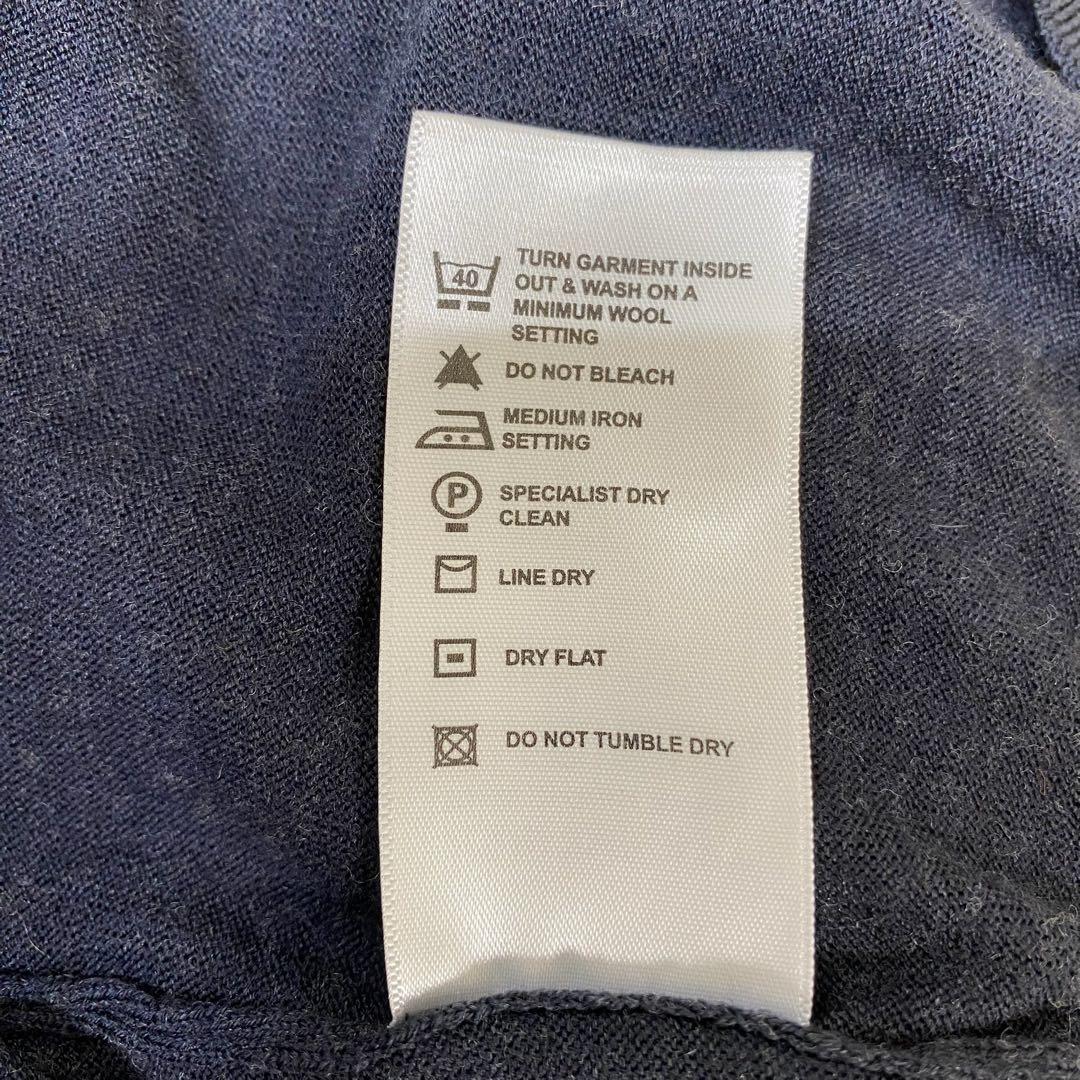 40
TURN GARMENT INSIDE
OUT & WASH ON A
MINIMUM WOOL
SETTING
DO NOT BLEACH
MEDIUM IRON
SETTING
P
SPECIALIST DRY
CLEAN
LINE DRY
DRY FLAT
DO NOT TUMBLE DRY